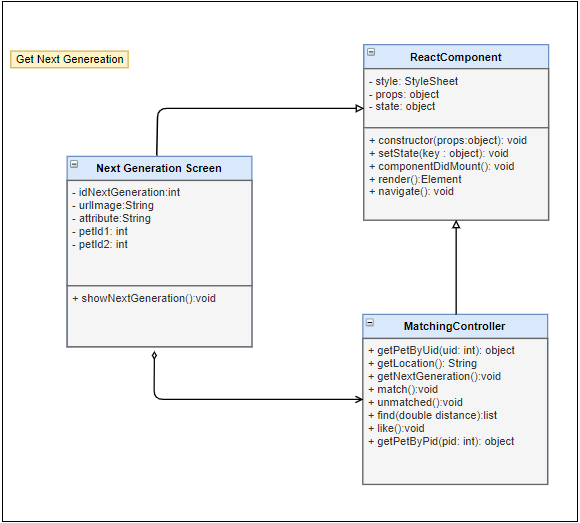 Get Next Genereation
ReactComponent
- style: StyleSheet
- props: object
- state: object
+ constructor(props:object): void
+ setState(key : object): void
+ componentDidMount(): void
+ render():Element
+ navigate(): void
Next Generation Screen
- idNextGeneration:int
- urlImage:String
- attribute:String
- petId1: int
- petId2: int
+ showNextGeneration():void
MatchingController
+ getPetByUid(uid: int): object
+ getLocation(): String
+ getNextGeneration():void
+ match():void
+ unmatched():void
+ find(double distance):list
+ like():void
+ getPetByPid(pid: int): object